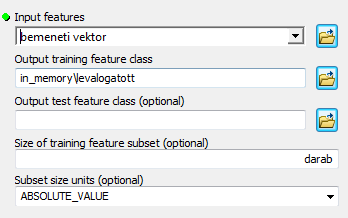 Input features
bemeneti vektor
Output training feature class
in_memory\levalogatott
Output test feature class (optional)
Size of training feature subset (optional)
darab
Subset size units (optional)
ABSOLUTE_VALUE